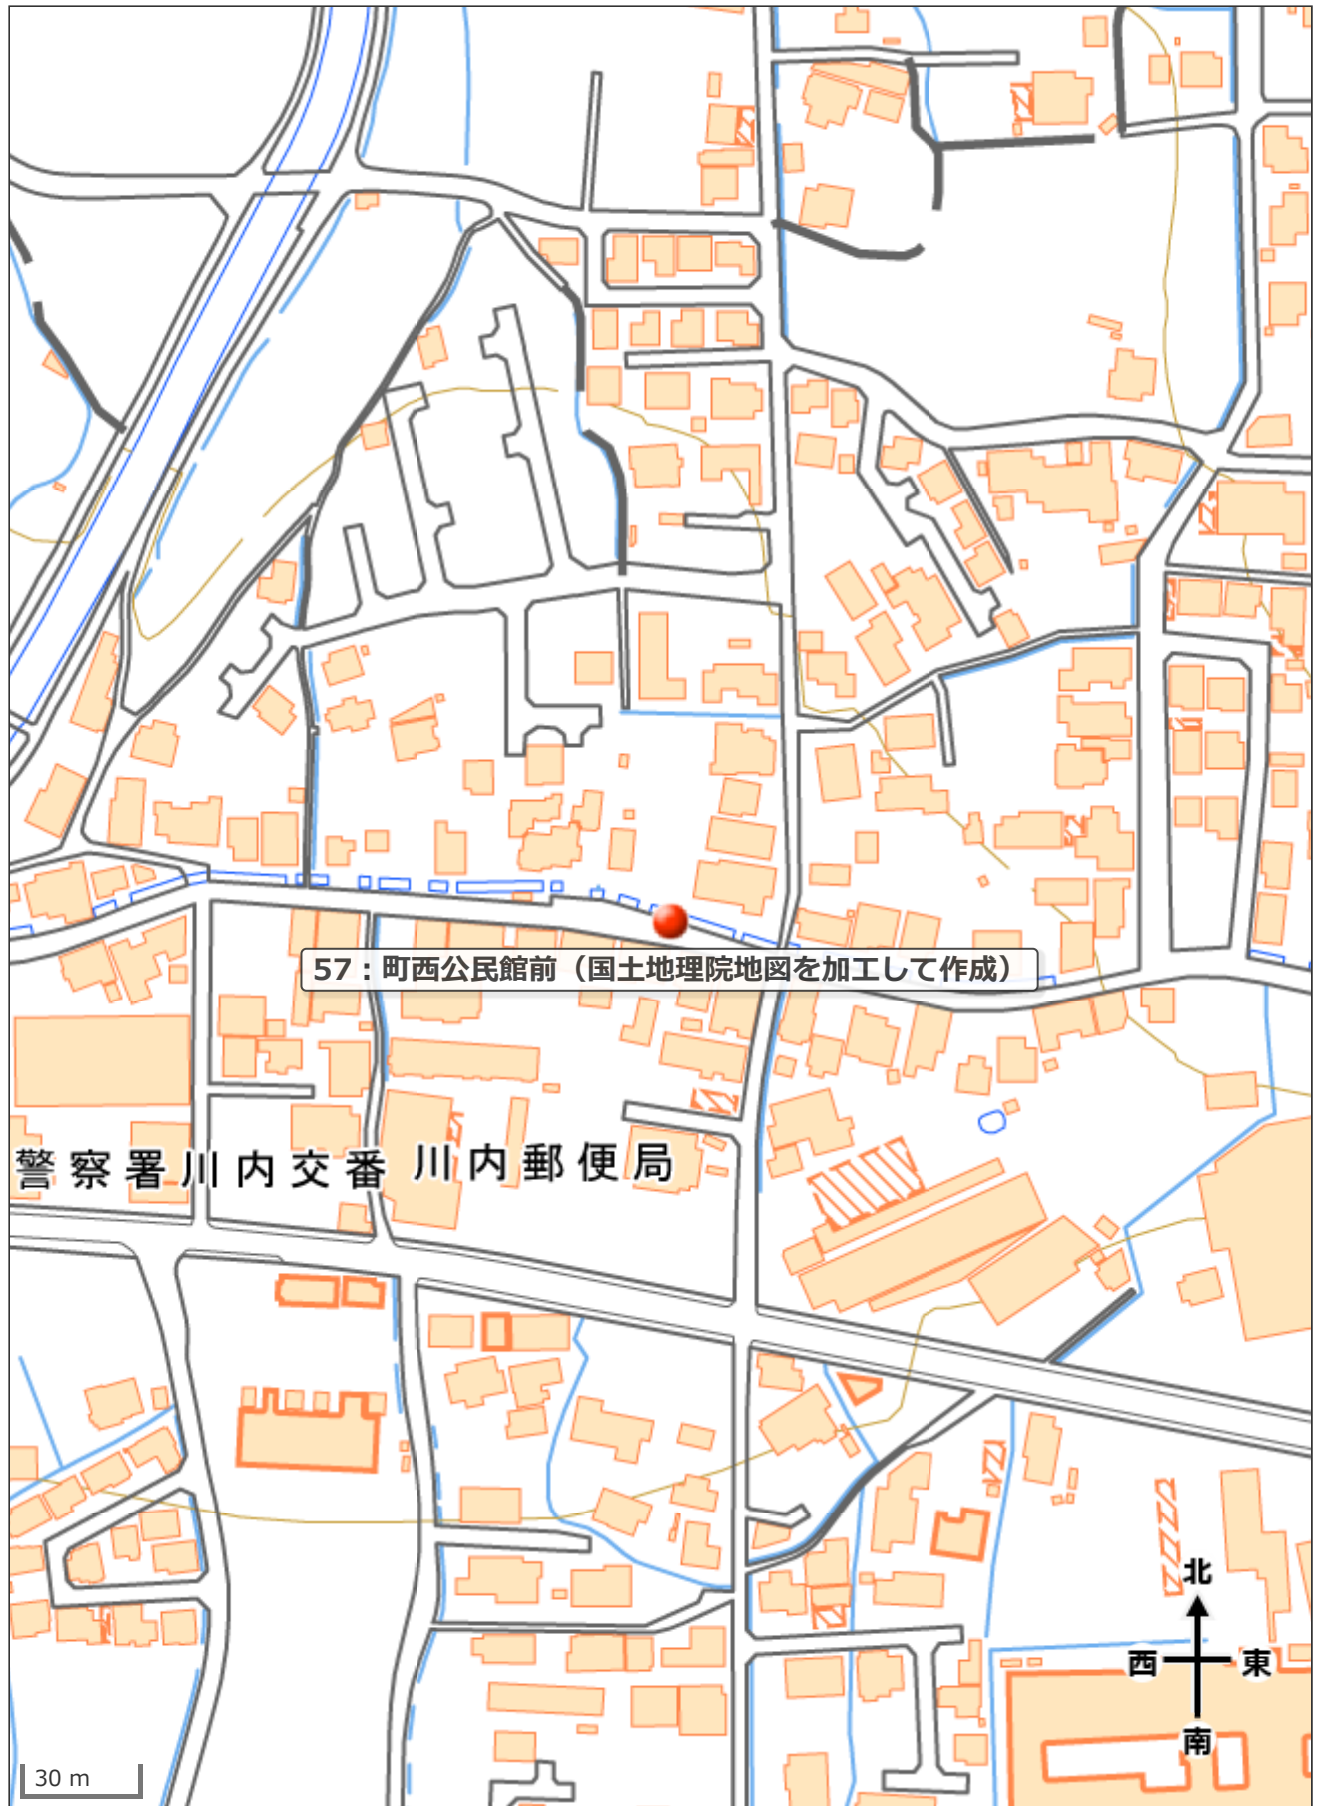 57：町西公民館前（国土地理院地図を加工して作成）
警察署川内交番
川内郵便局
北
西
東
南
30 m